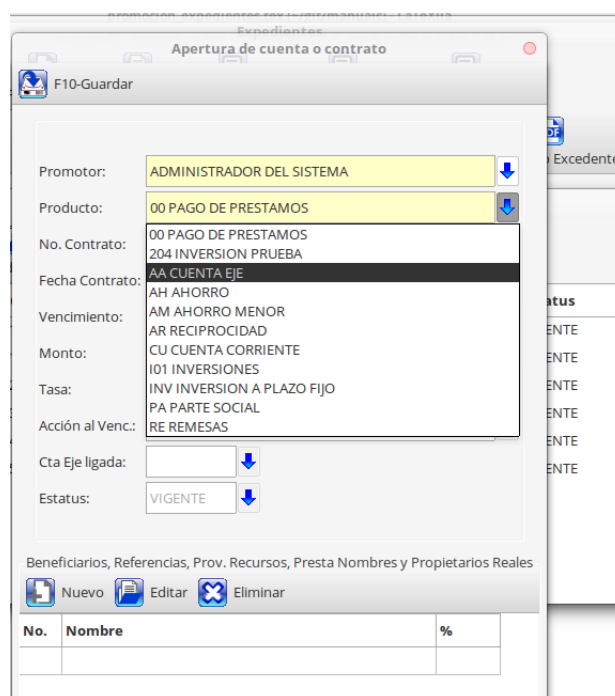 Expedientes
Apertura de cuenta o contrato
F10-Guardar
Excedente
Promotor: ADMINISTRADOR DEL SISTEMA
Producto: 00 PAGO DE PRESTAMOS
No. Contrato:
00 PAGO DE PRESTAMOS
204 INVERSION PRUEBA
Fecha Contrato:
AA CUENTA EJE
AH AHORRO
Vencimiento:
AM AHORRO MENOR
AR RECIPROCIDAD
Monto:
CU CUENTA CORRIENTE
I01 INVERSIONES
Tasa:
INV INVERSION A PLAZO FIJO
PA PARTE SOCIAL
Acción al Venc.:
RE REMESAS
Cta Eje ligada:
Estatus: VIGENTE
atus
ENTE
ENTE
ENTE
ENTE
ENTE
ENTE
Beneficiarios, Referencias, Prov. Recursos, Presta Nombres y Propietarios Reales
Nuevo Editar Eliminar
No. Nombre %